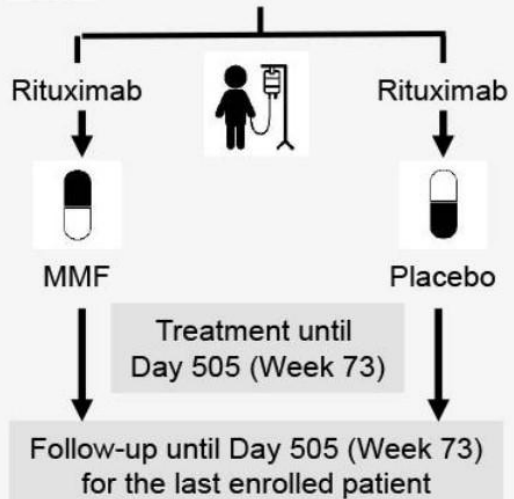 Rituximab
Rituximab
MMF
Placebo
Treatment until
Day 505 (Week 73)
Follow-up until Day 505 (Week 73)
for the last enrolled patient